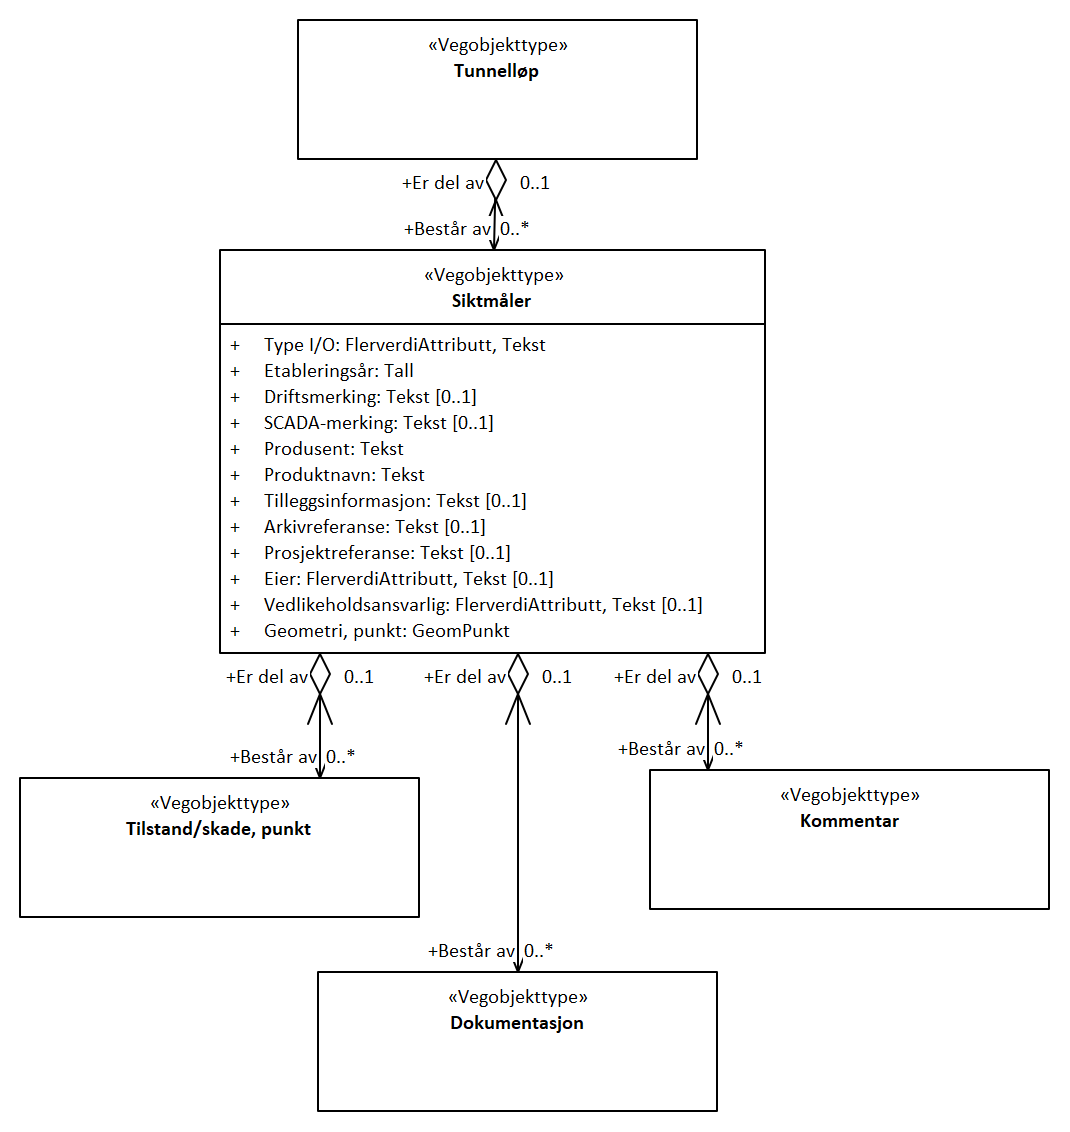 «Vegobjekttype»
Tunnelløp
+Er del av 0..1
+Består av 0..*
«Vegobjekttype»
Siktmåler
+ Type I/O: FlerverdiAttributt, Tekst
+ Etableringsår: Tall
+ Driftsmerking: Tekst [0..1]
+ SCADA-merking: Tekst [0..1]
+ Produsent: Tekst
+ Produktnavn: Tekst
+ Tilleggsinformasjon: Tekst [0..1]
+ Arkivreferanse: Tekst [0..1]
+ Prosjektreferanse: Tekst [0..1]
+ Eier: FlerverdiAttributt, Tekst [0..1]
+ Vedlikeholdsansvarlig: FlerverdiAttributt, Tekst [0..1]
+ Geometri, punkt: GeomPunkt
+Er del av 0..1 +Er del av 0..1 +Er del av 0..1
+Består av 0..*
+Består av 0..*
«Vegobjekttype»
Tilstand/skade, punkt
«Vegobjekttype»
Kommentar
+Består av 0..*
«Vegobjekttype»
Dokumentasjon